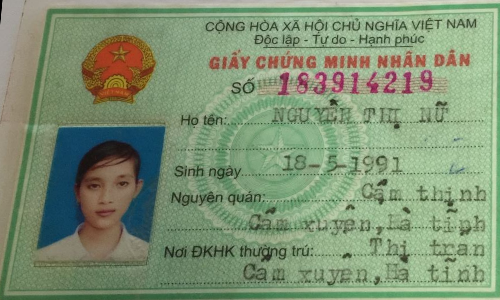 CỘNG HÒA XÃ HỘI CHỦ NGHĨA VIỆT NAM
Độc lập - Tự do - Hạnh phúc
GIẤY CHỨNG MINH NHÂN DÂN
SỐ 183914219
Họ tên: NGUYỄN THỊ NỮ
Sinh ngày 18-5-1991
Nguyên quán: Cẩm thịnh
Cẩm xuyên, Hà tĩnh
Nơi ĐKHK thường trú: Thị trấn
Cẩm xuyên, Hà tĩnh